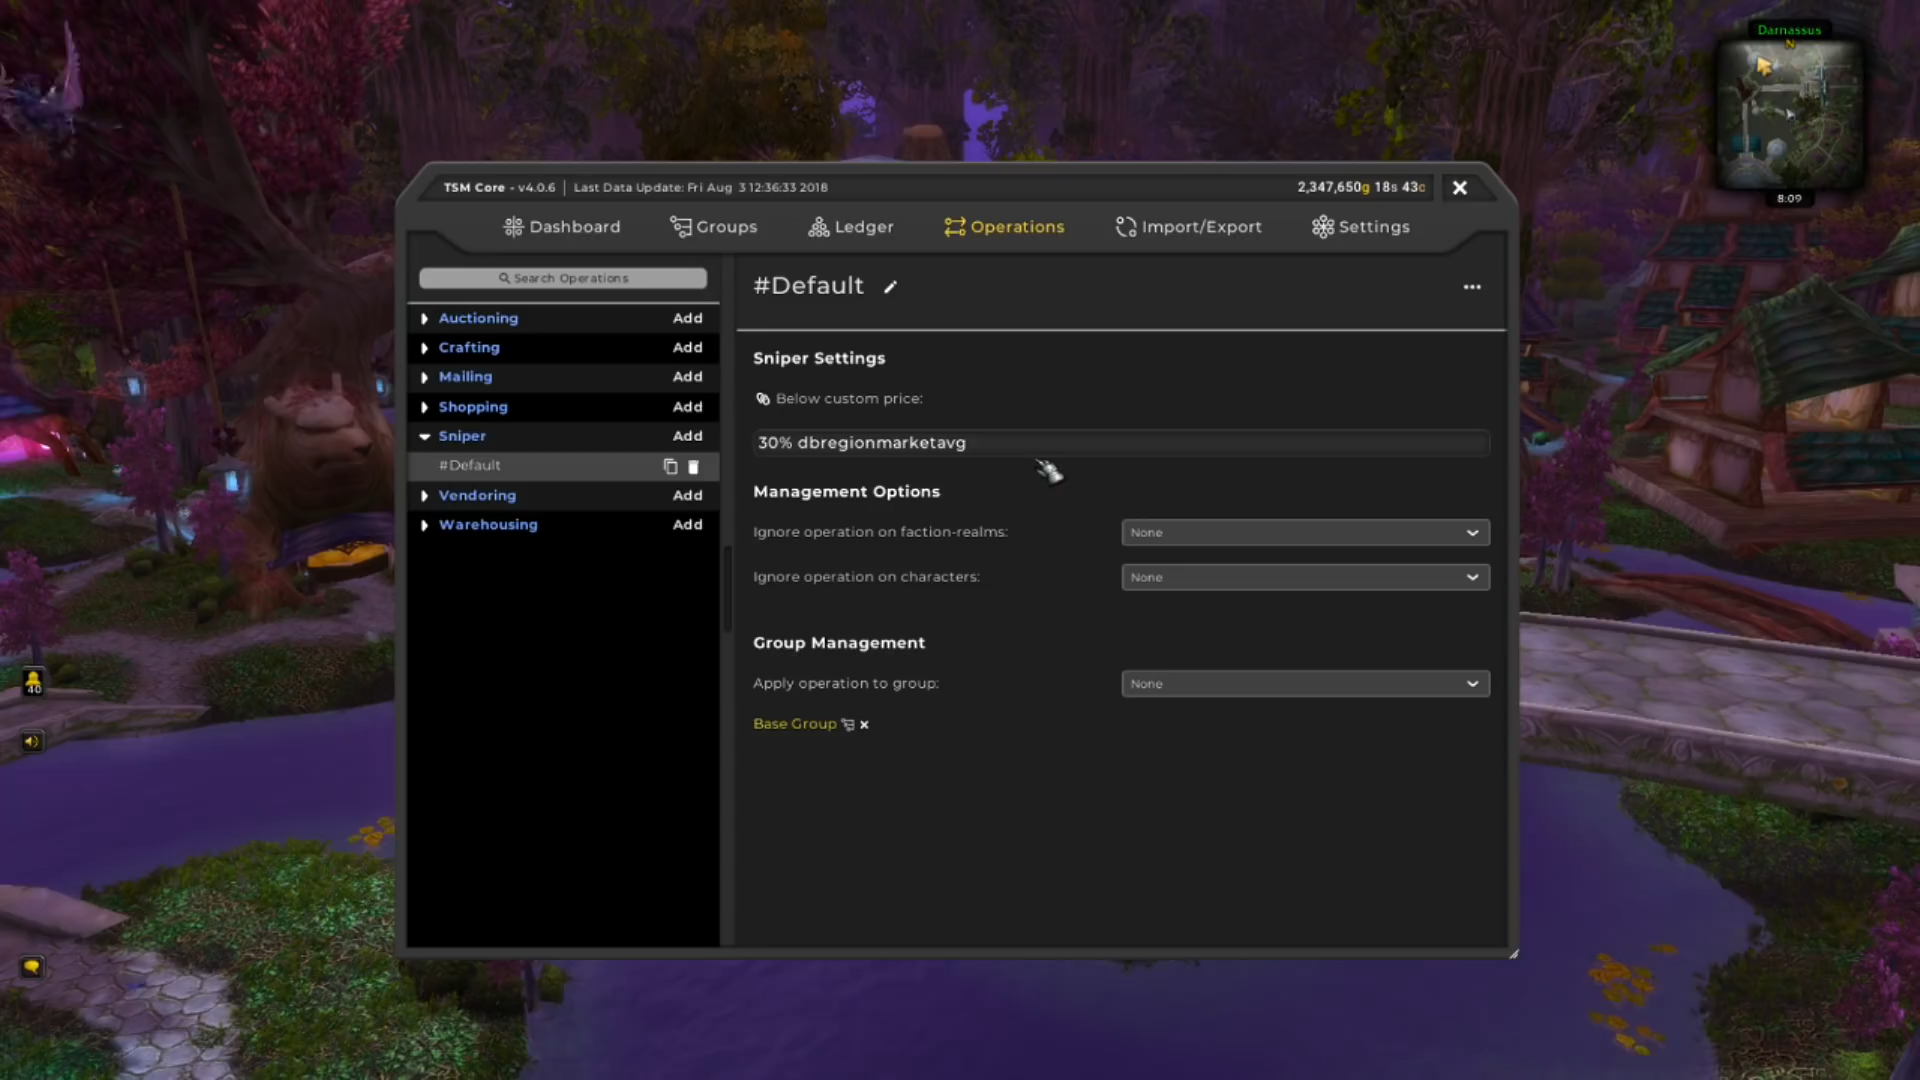 Darnassus
N
8:09
TSM Core - v4.0.6 | Last Data Update: Fri Aug 3 12:36:33 2018
2,347,650g 18s 43c
Dashboard
Groups
Ledger
Operations
Import/Export
Settings
Search Operations
Auctioning Add
Crafting Add
Mailing Add
Shopping Add
Sniper Add
#Default
Vendoring Add
Warehousing Add
#Default
Sniper Settings
Below custom price:
30% dbregionmarketavg
Management Options
Ignore operation on faction-realms: None
Ignore operation on characters: None
Group Management
Apply operation to group: None
Base Group
40